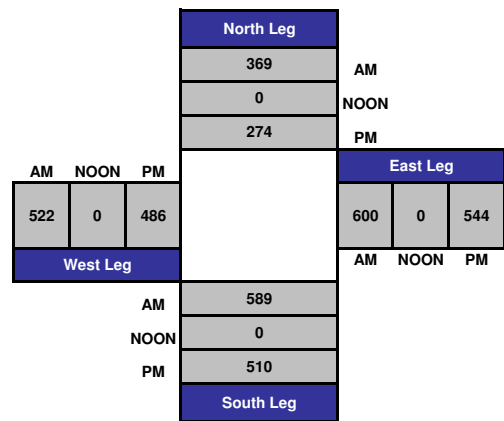 North Leg
369 AM
0 NOON
274 PM
AM NOON PM East Leg
522 0 486 600 0 544
West Leg AM NOON PM
AM 589
NOON 0
PM 510
South Leg